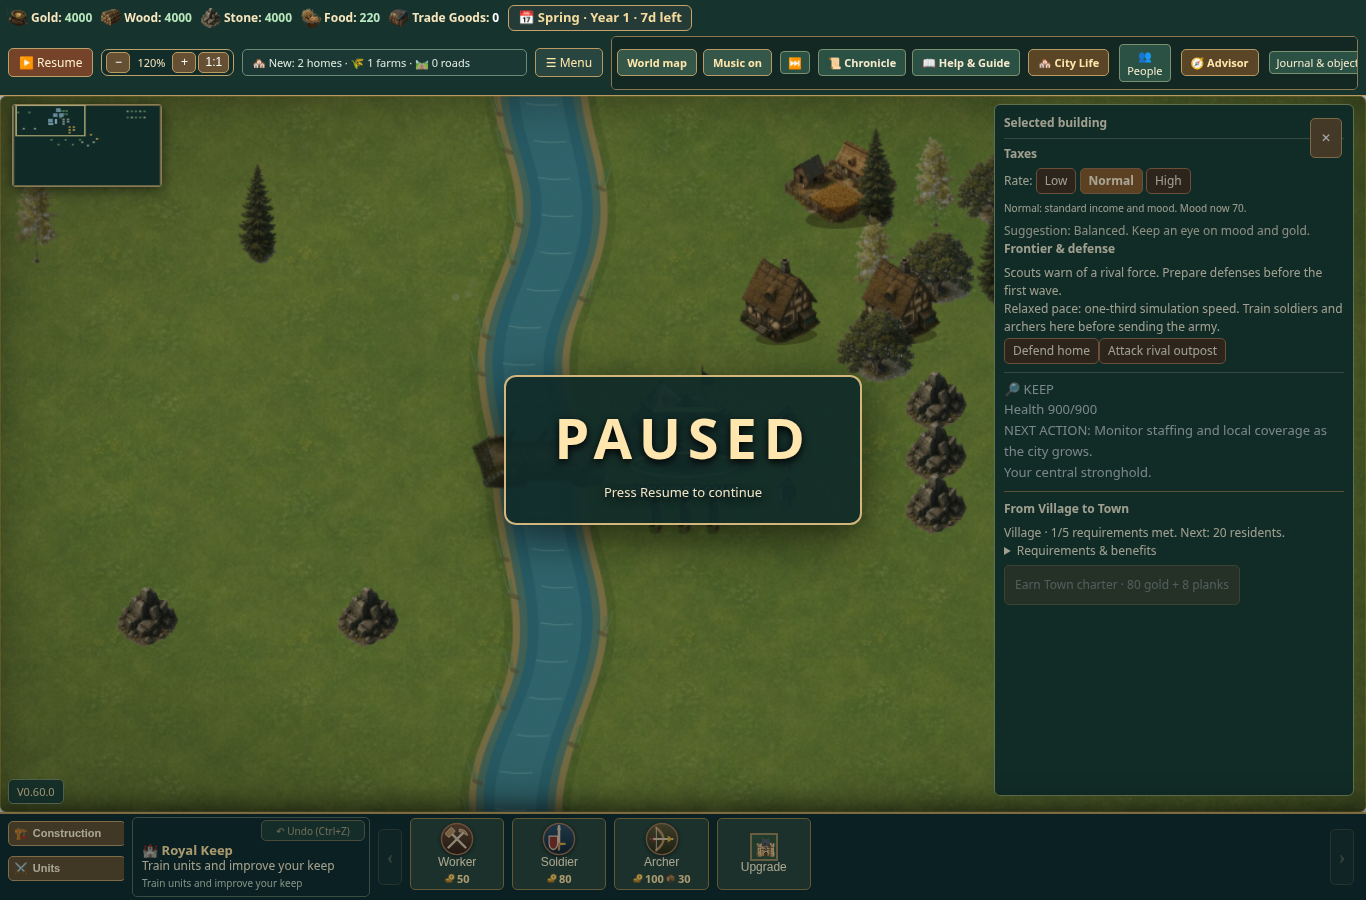 Gold: 4000 Wood: 4000 Stone: 4000 Food: 220 Trade Goods: 0 Spring · Year 1 · 7d left
Resume − 120% + 1:1 New: 2 homes · 1 farms · 0 roads ☰ Menu World map Music on Chronicle Help & Guide City Life People Advisor Journal & object
Selected building
×
Taxes
Rate: Low Normal High
Normal: standard income and mood. Mood now 70.
Suggestion: Balanced. Keep an eye on mood and gold.
Frontier & defense
Scouts warn of a rival force. Prepare defenses before the
first wave.
Relaxed pace: one-third simulation speed. Train soldiers and
archers here before sending the army.
Defend home Attack rival outpost
KEEP
Health 900/900
NEXT ACTION: Monitor staffing and local coverage as
the city grows.
Your central stronghold.
From Village to Town
Village · 1/5 requirements met. Next: 20 residents.
▶ Requirements & benefits
Earn Town charter · 80 gold + 8 planks
PAUSED
Press Resume to continue
V0.60.0
Construction
Units
↶ Undo (Ctrl+Z)
Royal Keep
Train units and improve your keep
Train units and improve your keep
‹
Worker
50
Soldier
80
Archer
100 30
Upgrade
›